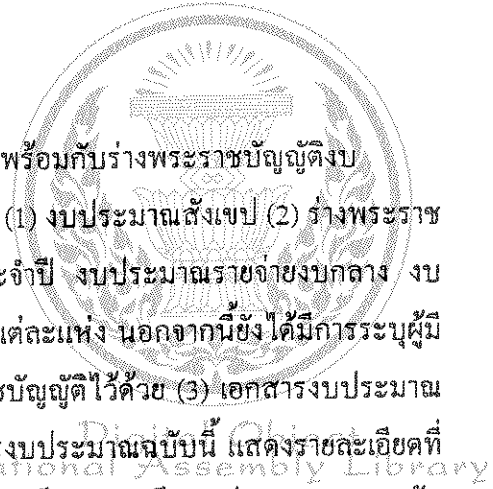 พร้อมกับร่างพระราชบัญญัติงบ
(1) งบประมาณสังเขป (2) ร่างพระราช
ะจำปี งบประมาณรายจ่ายงบกลาง งบ
แต่ละแห่ง นอกจากนี้ยังได้มีการระบุผู้มี
ชบัญญัติไว้ด้วย (3) เอกสารงบประมาณ
รงบประมาณฉบับนี้ แสดงรายละเอียดที่
ational Assembly Library